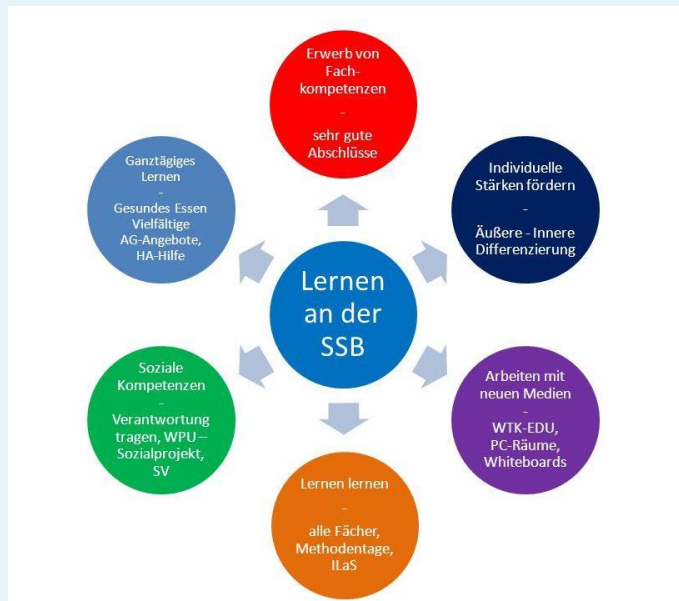 Erwerb von
Fach-
kompetenzen
-
sehr gute
Abschlüsse
Individuelle
Stärken fördern
-
Äußere - Innere
Differenzierung
Arbeiten mit
neuen Medien
-
WTK-EDU,
PC-Räume,
Whiteboards
Lernen lernen
-
alle Fächer,
Methodentage,
ILaS
Soziale
Kompetenzen
-
Verantwortung
tragen, WPU –
Sozialprojekt,
SV
Ganztägiges
Lernen
-
Gesundes Essen
Vielfältige
AG-Angebote,
HA-Hilfe
Lernen
an der
SSB